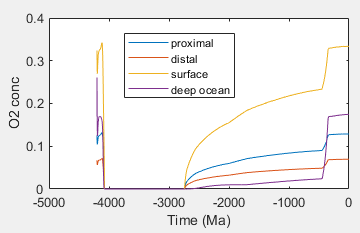 0.4
0.3
0.2
0.1
0
O2 conc
proximal
distal
surface
deep ocean
-5000 -4000 -3000 -2000 -1000 0
Time (Ma)